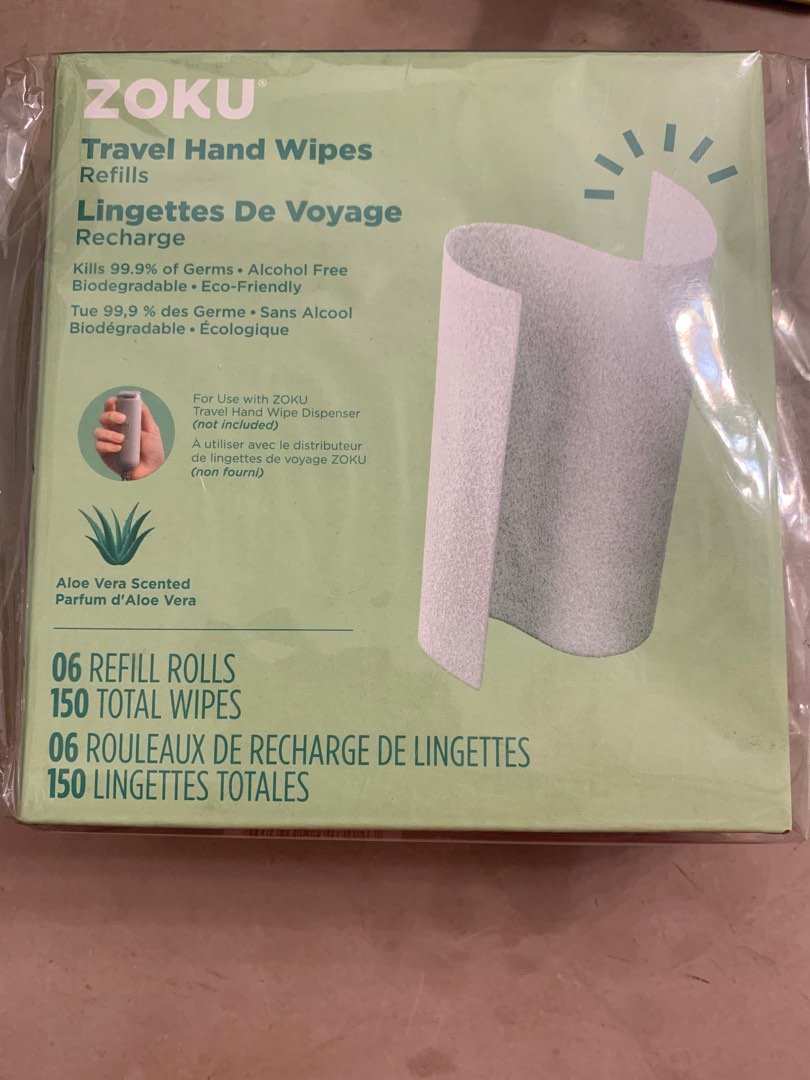 ZOKU®
Travel Hand Wipes
Refills
Lingettes De Voyage
Recharge
Kills 99.9% of Germs • Alcohol Free
Biodegradable • Eco-Friendly
Tue 99,9 % des Germe • Sans Alcool
Biodégradable • Écologique
For Use with ZOKU
Travel Hand Wipe Dispenser
(not included)
À utiliser avec le distributeur
de lingettes de voyage ZOKU
(non fourni)
Aloe Vera Scented
Parfum d'Aloe Vera
06 REFILL ROLLS
150 TOTAL WIPES
06 ROULEAUX DE RECHARGE DE LINGETTES
150 LINGETTES TOTALES